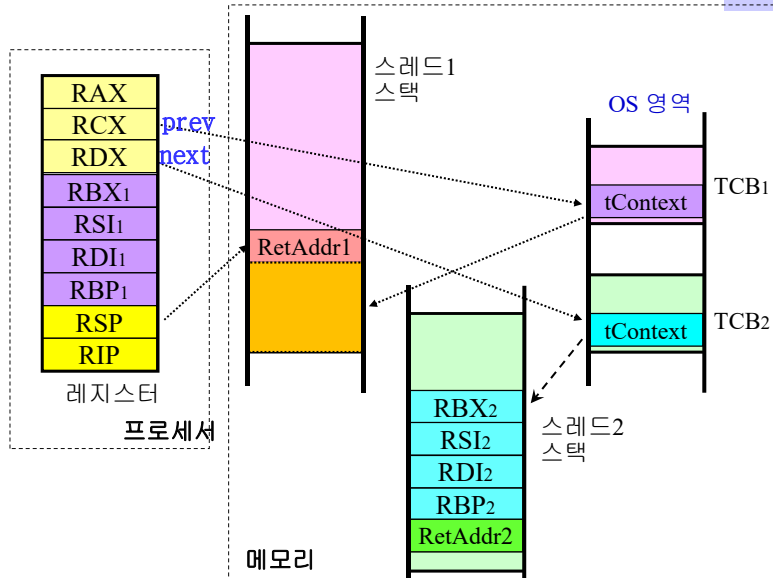 RAX
RCX
RDX
RBX1
RSI1
RDI1
RBP1
RSP
RIP
레지스터
프로세서
prev
next
스레드1
스택
RetAddr1
OS 영역
tContext
TCB1
tContext
TCB2
RBX2
RSI2
RDI2
RBP2
RetAddr2
스레드2
스택
메모리